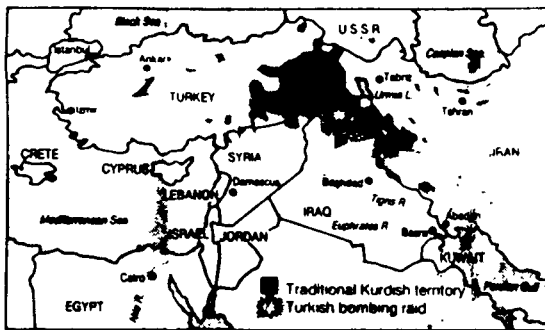 Black Sea
USSR
Caspian Sea
Istanbul
Ankara
Tabriz
Urmia L.
TURKEY
Izmir
Tehran
CRETE
CYPRUS
SYRIA
IRAN
LEBANON
Damascus
Baghdad
Tigris R
Mediterranean Sea
IRAQ
Euphrates R
Abadan
ISRAEL
JORDAN
Basra
KUWAIT
Cairo
Persian Gulf
EGYPT
Nile R.
Traditional Kurdish territory
Turkish bombing raid